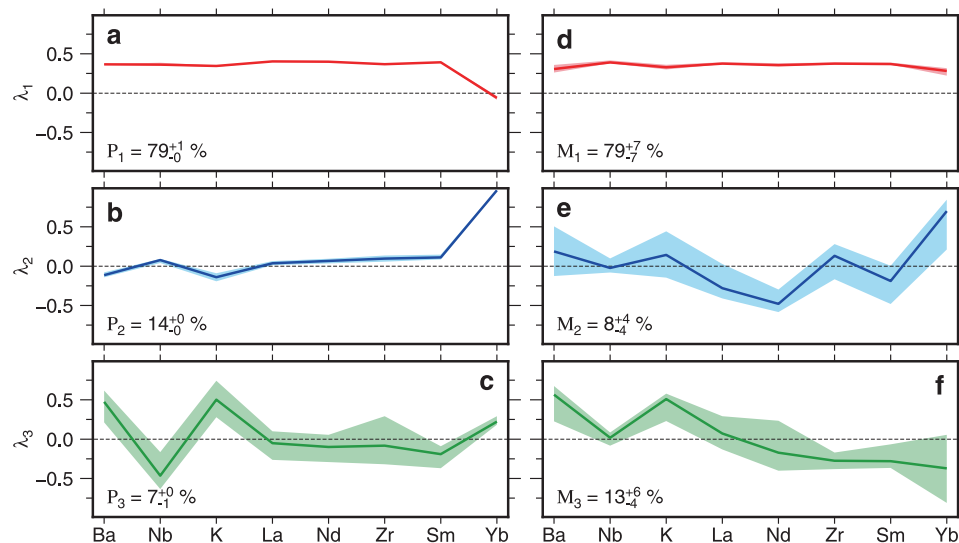 a
d
0.5
0.0
−0.5
λ1
P1 = 79 +1 -0 %
M1 = 79 +7 -7 %
b
e
0.5
0.0
−0.5
λ2
P2 = 14 +0 -0 %
M2 = 8 +4 -4 %
c
f
0.5
0.0
−0.5
λ3
P3 = 7 +0 -1 %
M3 = 13 +6 -4 %
Ba Nb K La Nd Zr Sm Yb
Ba Nb K La Nd Zr Sm Yb